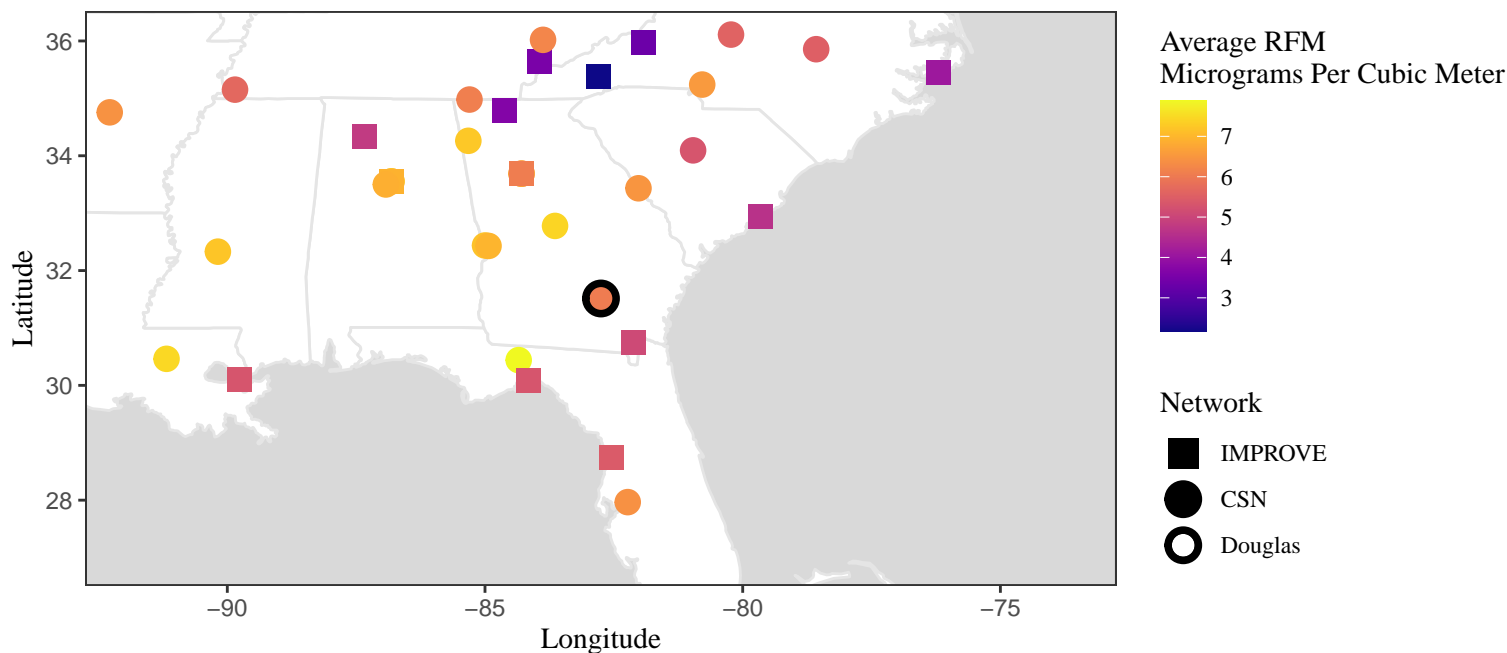 36
34
32
30
28
Latitude
−90
−85
−80
−75
Longitude
Average RFM
Micrograms Per Cubic Meter
7
6
5
4
3
Network
IMPROVE
CSN
Douglas